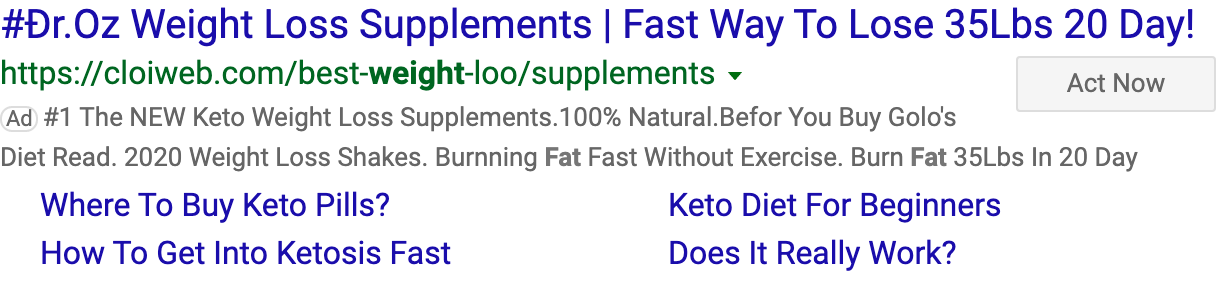 #Đr.Oz Weight Loss Supplements | Fast Way To Lose 35Lbs 20 Day!
https://cloiweb.com/best-weight-loo/supplements
Act Now
Ad #1 The NEW Keto Weight Loss Supplements.100% Natural.Befor You Buy Golo's
Diet Read. 2020 Weight Loss Shakes. Burnning Fat Fast Without Exercise. Burn Fat 35Lbs In 20 Day
Where To Buy Keto Pills?
Keto Diet For Beginners
How To Get Into Ketosis Fast
Does It Really Work?